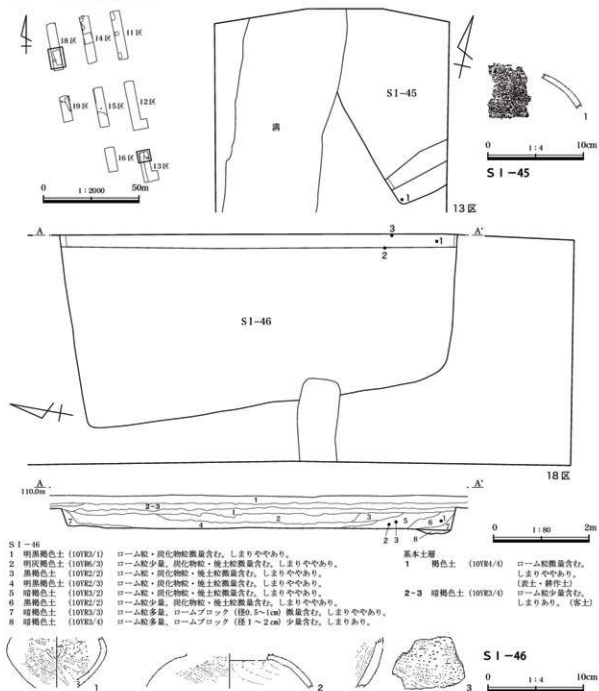 18区
14区
11区
19区
15区
12区
16区
13区
0 1:2000 50m
溝
SI-45
1
13区
1
0 1:4 10cm
SI-45
A
3
1
2
A'
SI-46
18区
A
110.0m
A'
1
2-3
1
2
3
4
5
6
7
7
8
2 3
0 1:80 2m
SI-46
1 明黒褐色土 (10YR3/1) ローム粒・炭化物粒微量含む。しまりややあり。
2 明灰褐色土 (10YR6/3) ローム粒少量、炭化物粒・焼土粒微量含む。しまりややあり。
3 黒褐色土 (10YR2/2) ローム粒・炭化物粒・焼土粒微量含む。しまりややあり。
4 明黒褐色土 (10YR2/3) ローム粒・炭化物粒・焼土粒微量含む。しまりややあり。
5 暗褐色土 (10YR3/2) ローム粒・炭化物粒・焼土粒微量含む。しまりややあり。
6 黒褐色土 (10YR2/2) ローム粒少量、炭化物粒・焼土粒微量含む。しまりややあり。
7 暗褐色土 (10YR3/3) ローム粒多量、ロームブロック(径0.5~1cm)微量含む。しまりややあり。
8 暗褐色土 (10YR3/4) ローム粒多量、ロームブロック(径1~2cm)少量含む。しまりあり。
基本土層
1 褐色土 (10YR4/4) ローム粒微量含む。
しまりややあり。
(表土・耕作土)
2-3 暗褐色土 (10YR3/4) ローム粒少量含む。
しまりあり。(客土)
1
2
3
SI-46
0 1:4 10cm